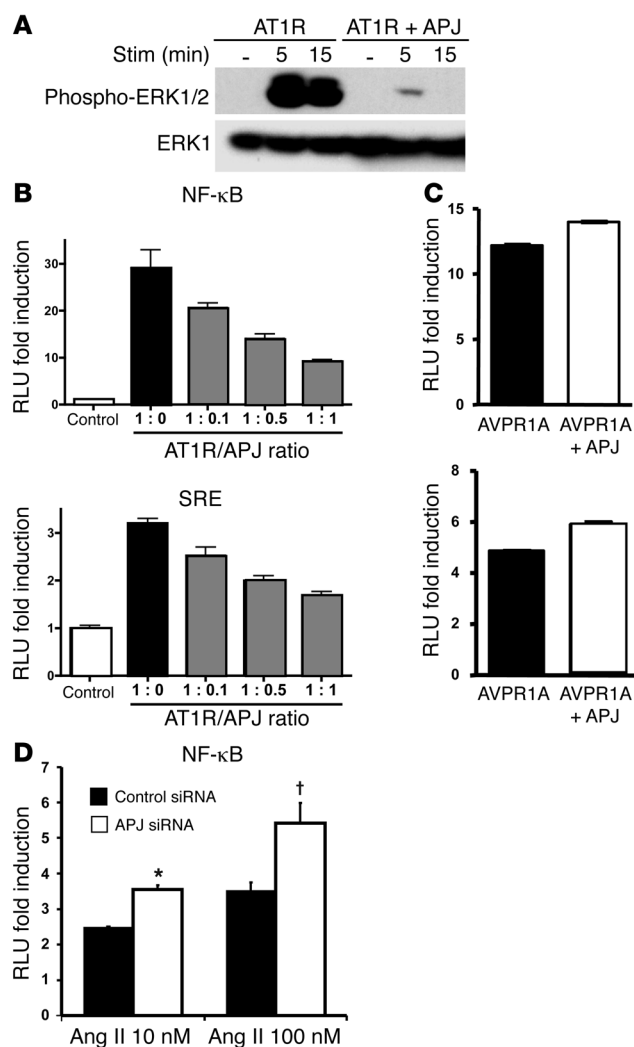 A
AT1R AT1R + APJ
Stim (min) - 5 15 - 5 15
Phospho-ERK1/2
ERK1
B
NF-κB
RLU fold induction
30
20
10
0
Control 1 : 0 1 : 0.1 1 : 0.5 1 : 1
AT1R/APJ ratio
SRE
RLU fold induction
3
2
1
0
Control 1 : 0 1 : 0.1 1 : 0.5 1 : 1
AT1R/APJ ratio
C
RLU fold induction
15
10
5
0
AVPR1A AVPR1A
+ APJ
RLU fold induction
8
6
4
2
0
AVPR1A AVPR1A
+ APJ
D
NF-κB
RLU fold induction
7
6
5
4
3
2
1
0
Control siRNA
APJ siRNA
*
†
Ang II 10 nM Ang II 100 nM